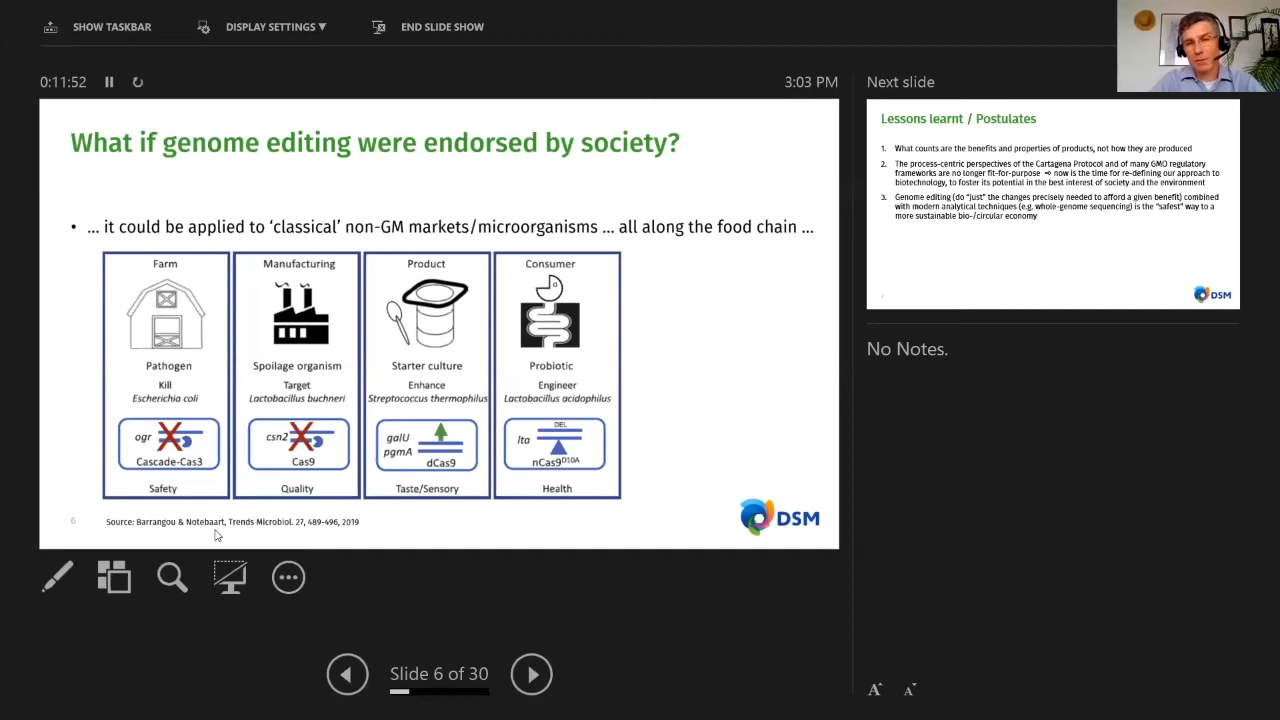 SHOW TASKBAR
DISPLAY SETTINGS ▼
END SLIDE SHOW
0:11:52
3:03 PM
What if genome editing were endorsed by society?
• ... it could be applied to ‘classical’ non-GM markets/microorganisms ... all along the food chain ...
Farm
Pathogen
Kill
Escherichia coli
ogr
Cascade-Cas3
Safety
Manufacturing
Spoilage organism
Target
Lactobacillus buchneri
csn2
Cas9
Quality
Product
Starter culture
Enhance
Streptococcus thermophilus
galU
pgmA
dCas9
Taste/Sensory
Consumer
Probiotic
Engineer
Lactobacillus acidophilus
DEL
lta
nCas9D10A
Health
6
Source: Barrangou & Notebaart, Trends Microbiol. 27, 489-496, 2019
DSM
Slide 6 of 30
Next slide
Lessons learnt / Postulates
1. What counts are the benefits and properties of products, not how they are produced
2. The process-centric perspectives of the Cartagena Protocol and of many GMO regulatory
frameworks are no longer fit-for-purpose ⇨ now is the time for re-defining our approach to
biotechnology, to foster its potential in the best interest of society and the environment
3. Genome editing (do “just” the changes precisely needed to afford a given benefit) combined
with modern analytical techniques (e.g. whole-genome sequencing) is the “safest” way to a
more sustainable bio-/circular economy
DSM
No Notes.
A A